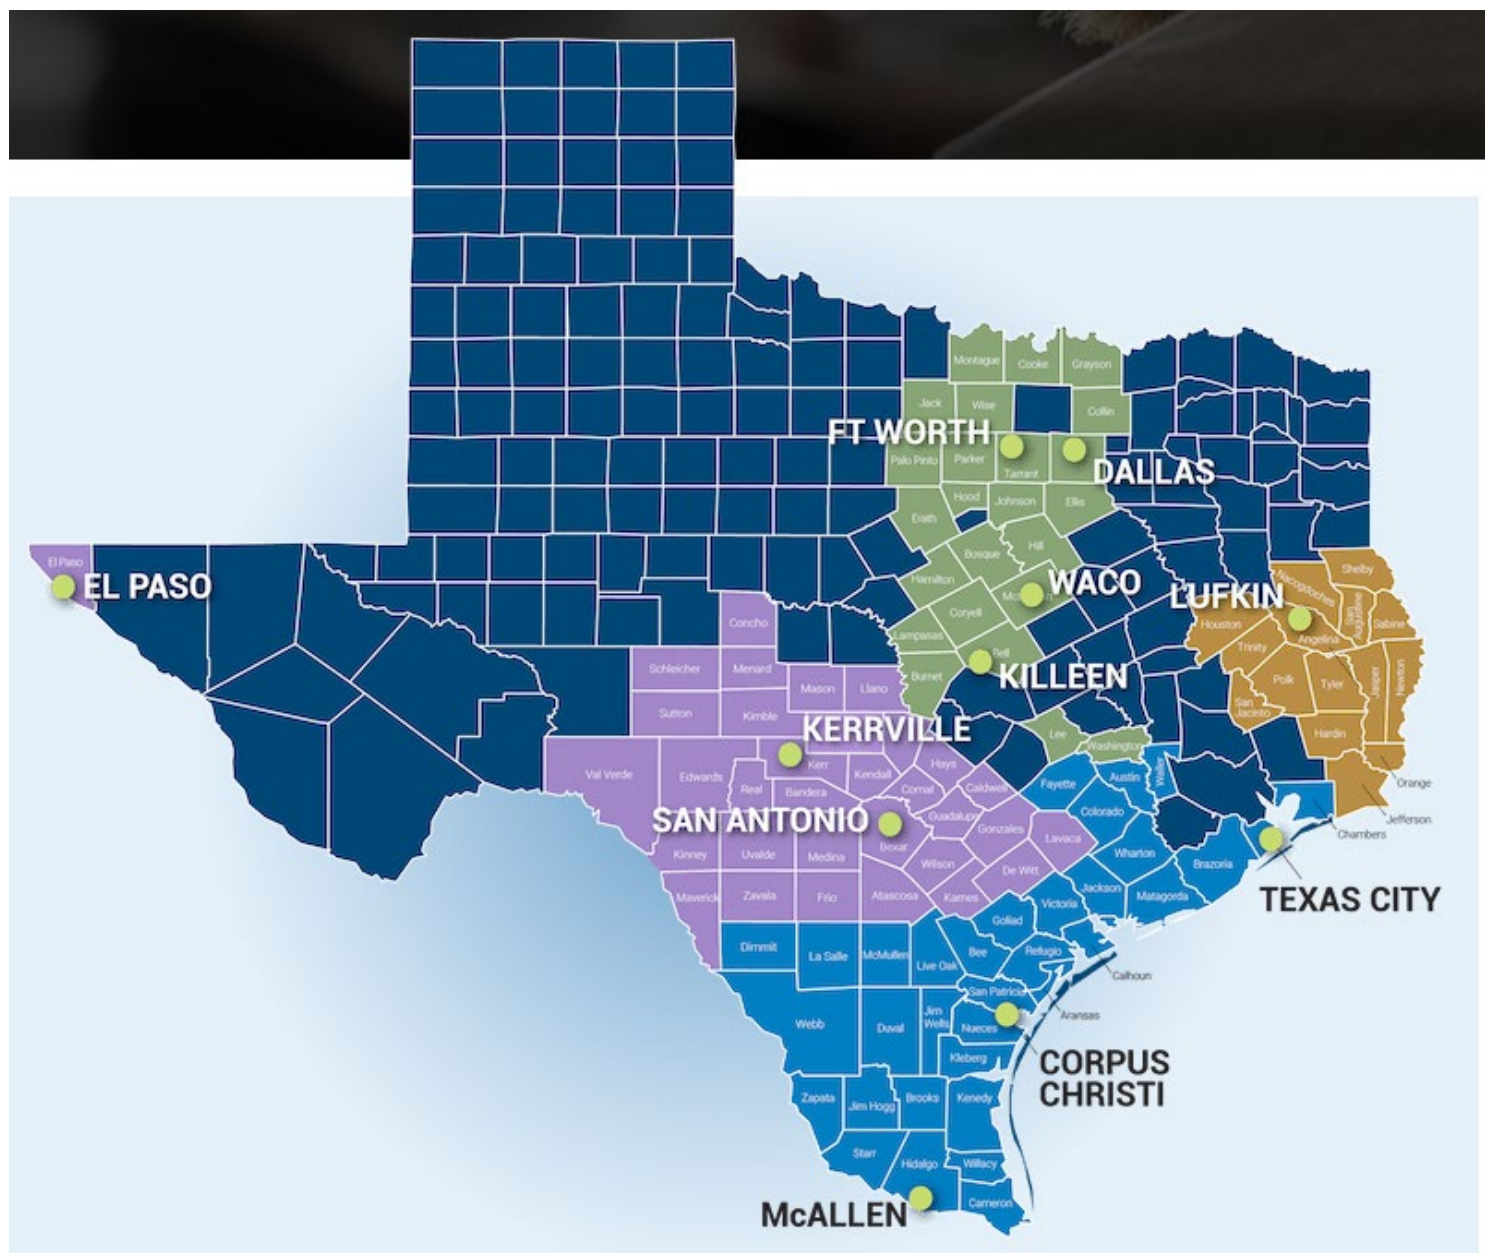 Montague
Cooke
Grayson
Jack
Wise
Collin
FT WORTH
Palo Pinto
Parker
Tarrant
DALLAS
Hood
Johnson
Ellis
Erath
Bosque
Hill
El Paso
EL PASO
Hamilton
WACO
Coryell
Lampasas
Bell
KILLEEN
Burnet
Lee
Washington
Shelby
Nacogdoches
LUFKIN
San
Augustine
Sabine
Houston
Angelina
Trinity
Polk
Tyler
Jasper
Newton
San
Jacinto
Hardin
Orange
Jefferson
Chambers
Concho
Schleicher
Menard
Mason
Llano
Sutton
Kimble
KERRVILLE
Val Verde
Edwards
Kerr
Kendall
Hays
Real
Bandera
Comal
Caldwell
SAN ANTONIO
Guadalupe
Gonzales
Lavaca
Bexar
Kinney
Uvalde
Medina
Wilson
De Witt
Maverick
Zavala
Frio
Atascosa
Karnes
Fayette
Austin
Waller
Colorado
Wharton
Brazoria
TEXAS CITY
Jackson
Matagorda
Victoria
Goliad
Dimmit
La Salle
McMullen
Live Oak
Bee
Refugio
Calhoun
San Patricio
Aransas
Webb
Duval
Jim
Wells
Nueces
Kleberg
CORPUS
CHRISTI
Zapata
Jim Hogg
Brooks
Kenedy
Starr
Hidalgo
Willacy
Cameron
McALLEN